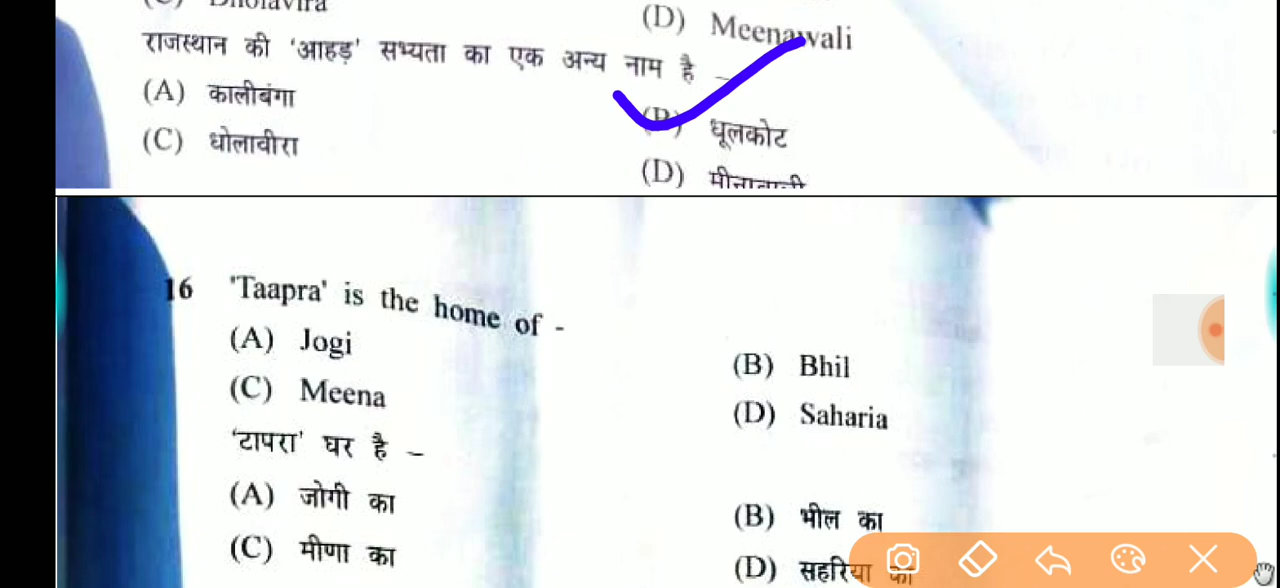 (D) Meenawali
राजस्थान की 'आहड़' सभ्यता का एक अन्य नाम है –
(A) कालीबंगा
(B) धूलकोट
(C) धोलावीरा
(D)
16 'Taapra' is the home of -
(A) Jogi
(B) Bhil
(C) Meena
(D) Saharia
'टापरा' घर है –
(A) जोगी का
(B) भील का
(C) मीणा का
(D) सहरिया का